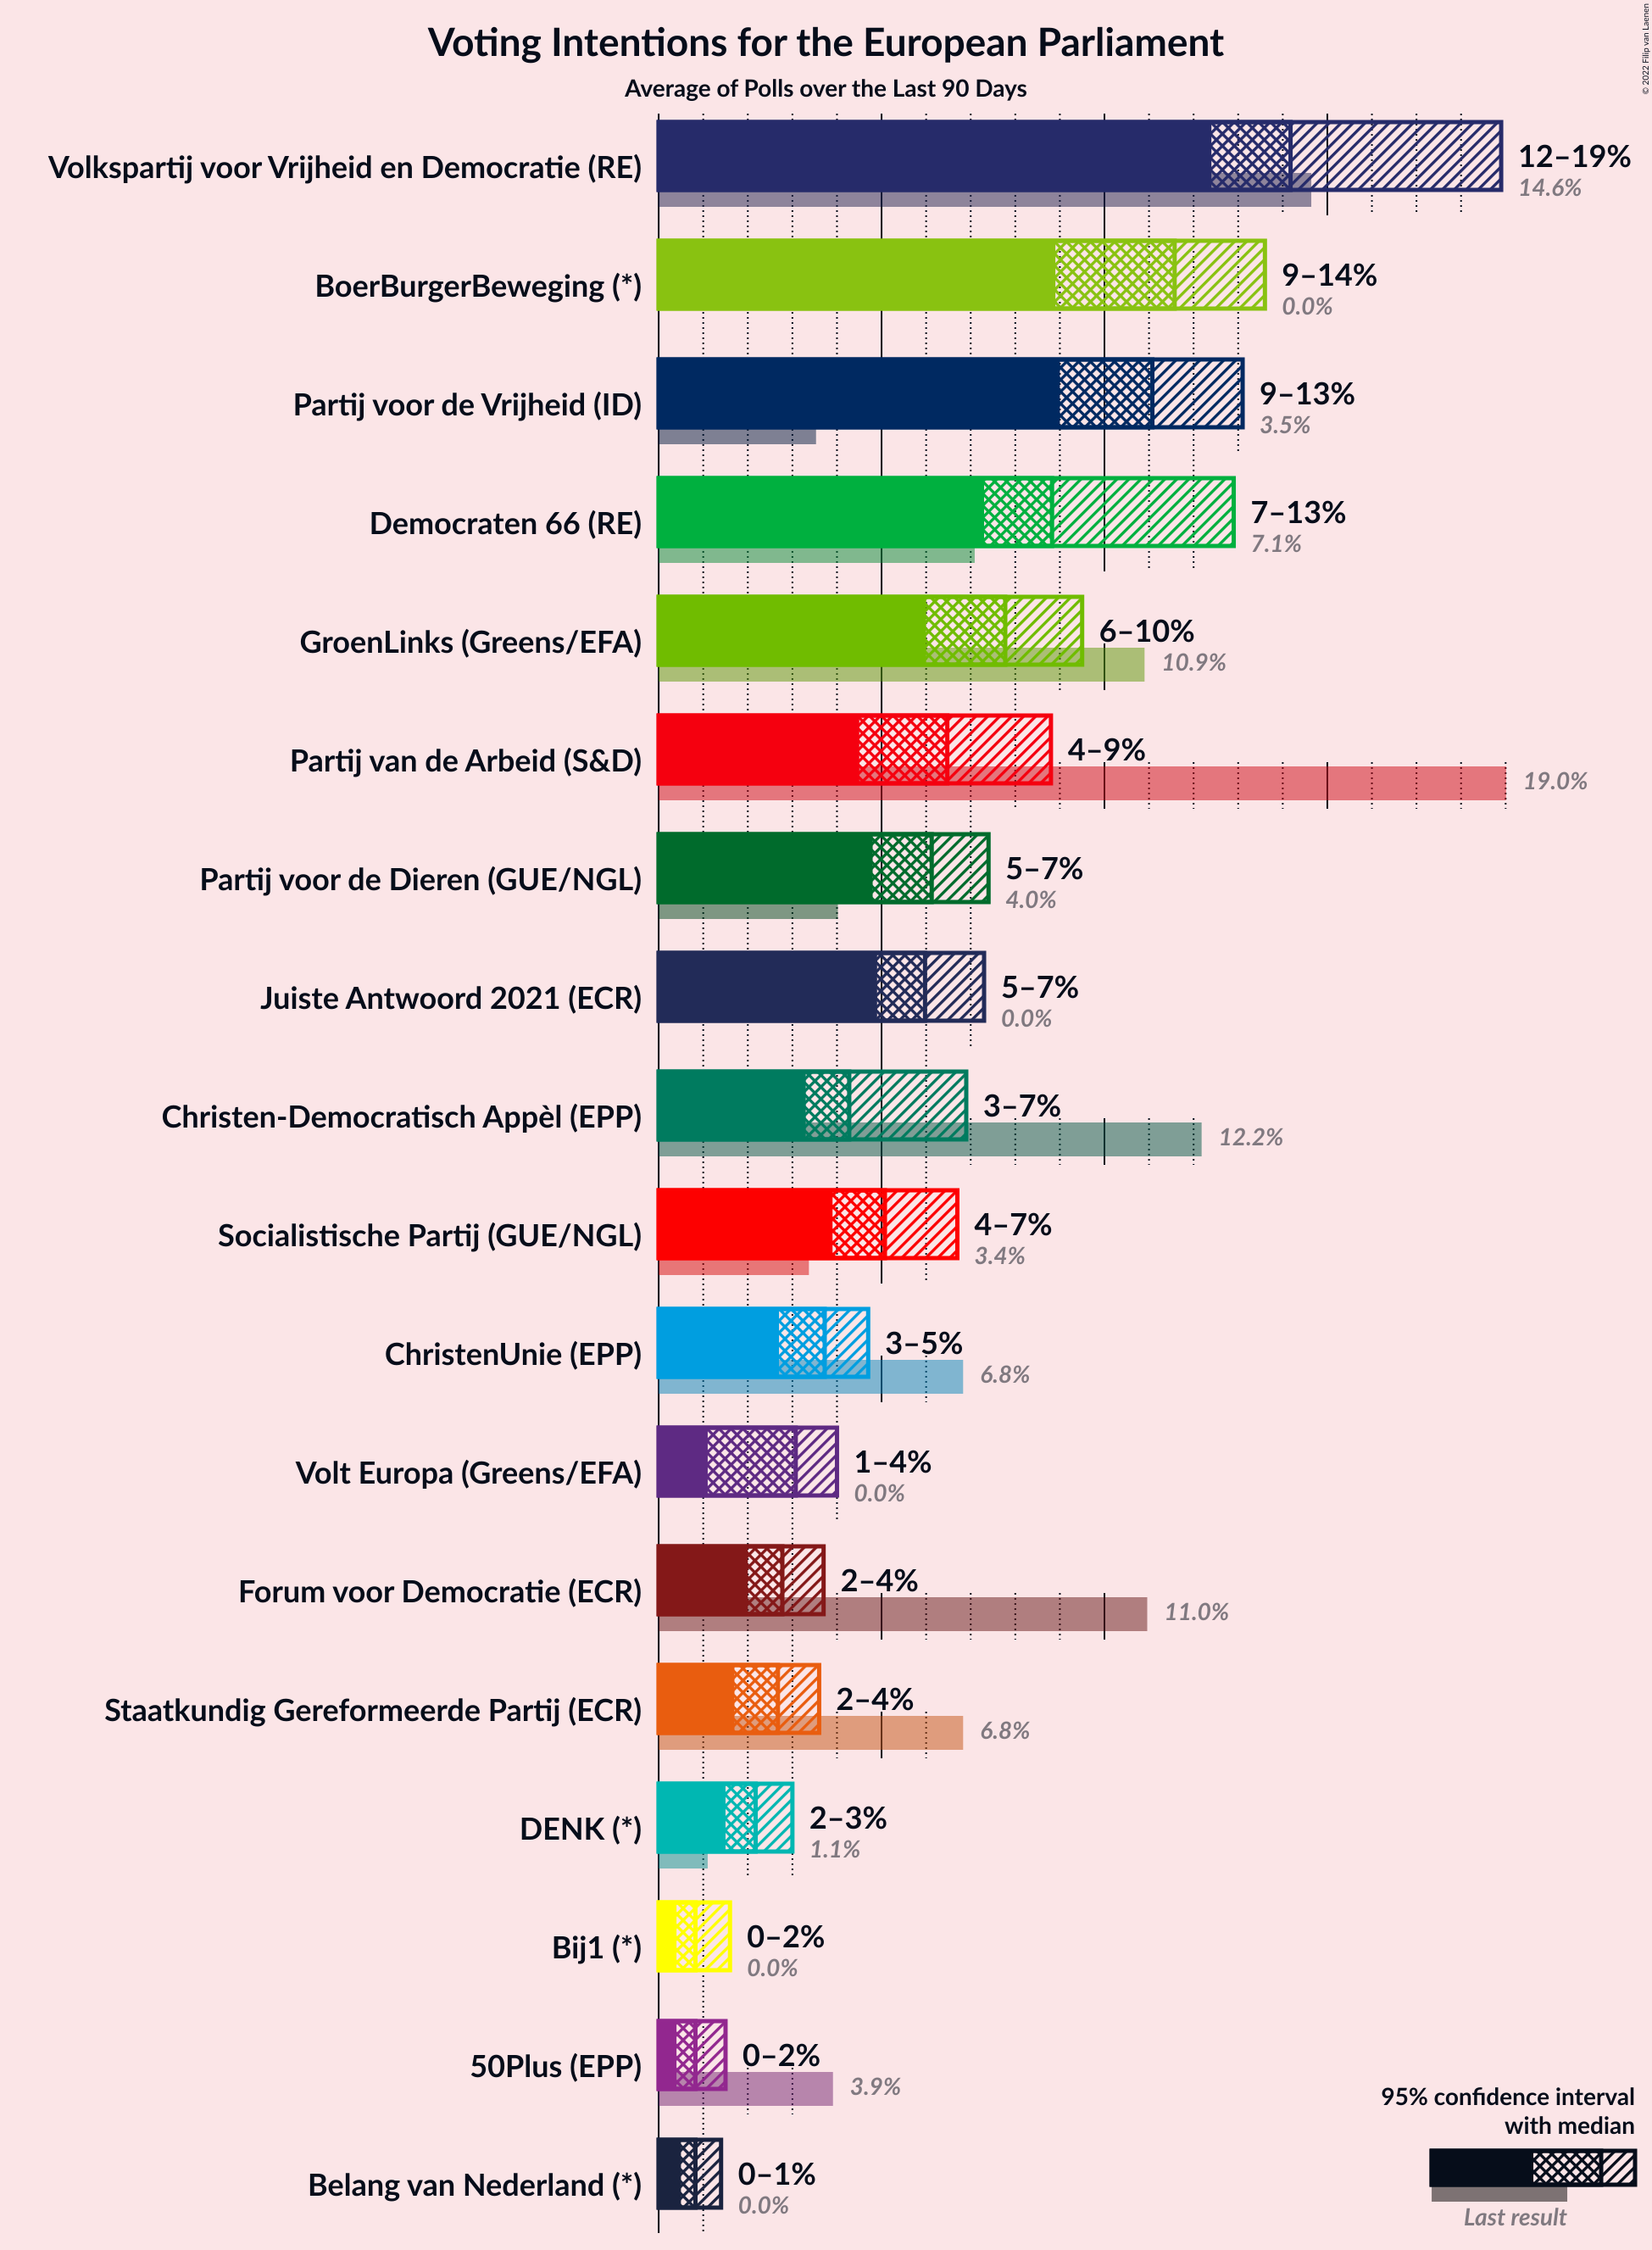 © 2022 Filip van Laenen
Voting Intentions for the European Parliament
Average of Polls over the Last 90 Days
Volkspartij voor Vrijheid en Democratie (RE)
12–19%
14.6%
BoerBurgerBeweging (*)
9–14%
0.0%
Partij voor de Vrijheid (ID)
9–13%
3.5%
Democraten 66 (RE)
7–13%
7.1%
GroenLinks (Greens/EFA)
6–10%
10.9%
Partij van de Arbeid (S&D)
4–9%
19.0%
Partij voor de Dieren (GUE/NGL)
5–7%
4.0%
Juiste Antwoord 2021 (ECR)
5–7%
0.0%
Christen-Democratisch Appèl (EPP)
3–7%
12.2%
Socialistische Partij (GUE/NGL)
4–7%
3.4%
ChristenUnie (EPP)
3–5%
6.8%
Volt Europa (Greens/EFA)
1–4%
0.0%
Forum voor Democratie (ECR)
2–4%
11.0%
Staatkundig Gereformeerde Partij (ECR)
2–4%
6.8%
DENK (*)
2–3%
1.1%
Bij1 (*)
0–2%
0.0%
50Plus (EPP)
0–2%
3.9%
Belang van Nederland (*)
0–1%
0.0%
95% confidence interval
with median
Last result